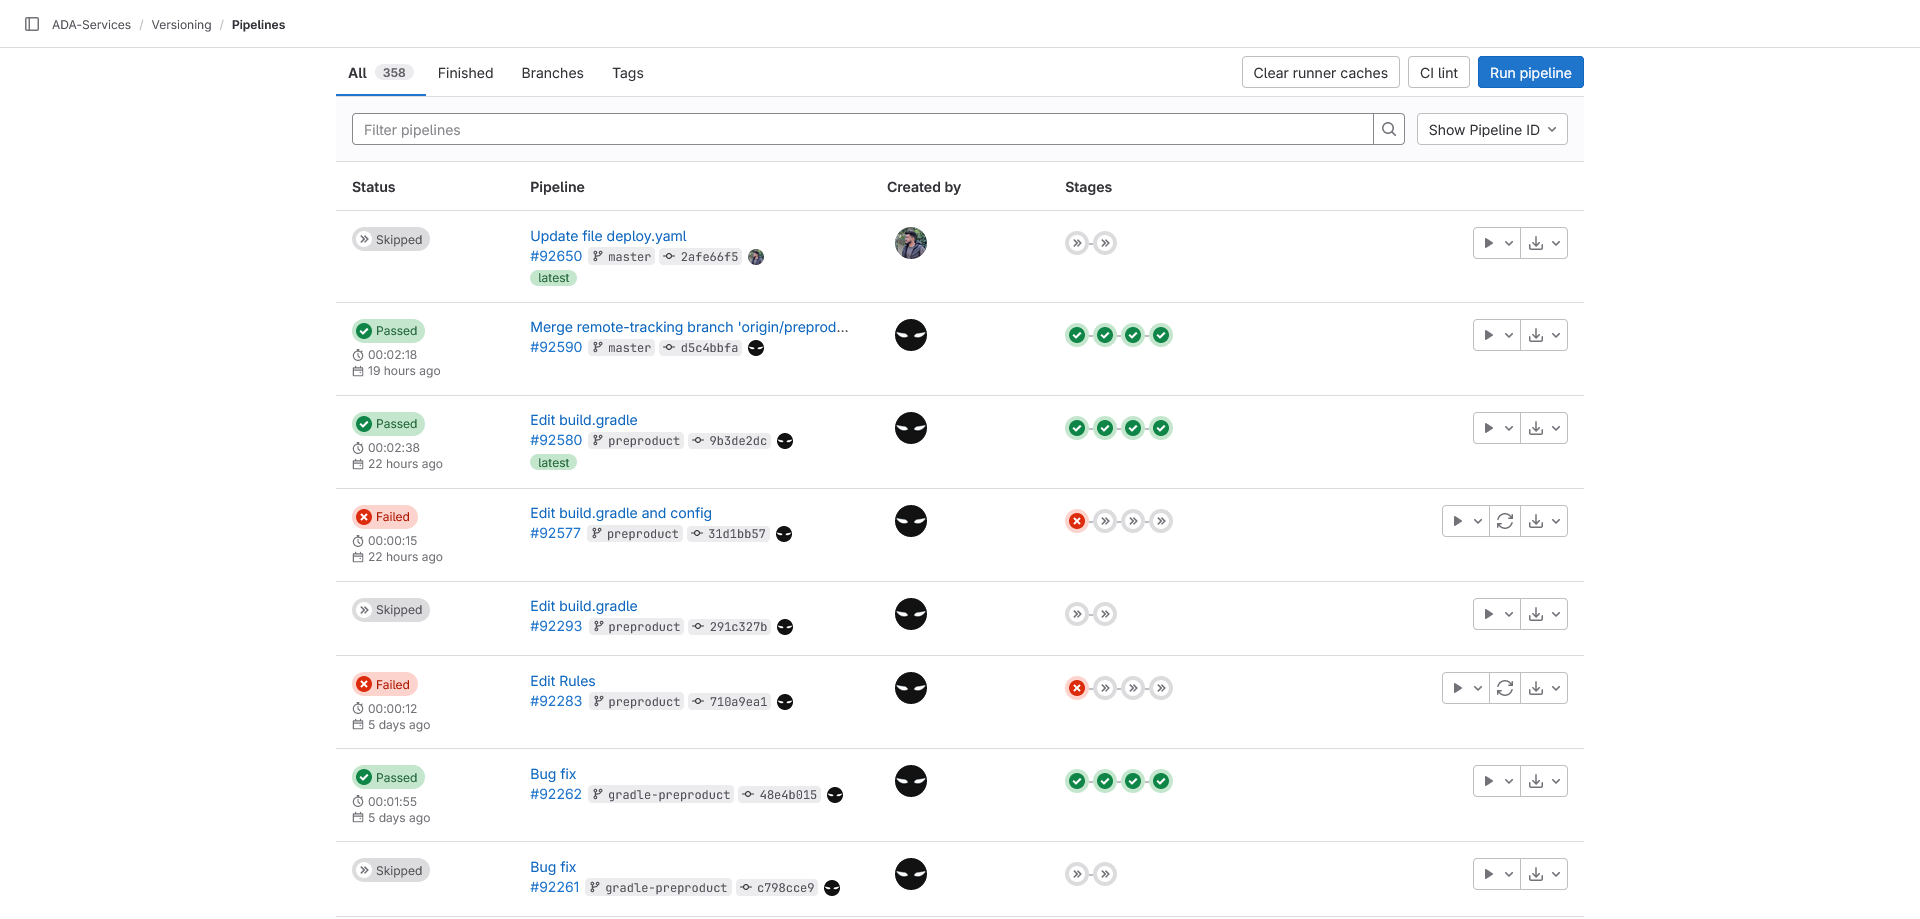 ADA-Services / Versioning / Pipelines
All 358 Finished Branches Tags Clear runner caches CI lint Run pipeline
Filter pipelines Show Pipeline ID
Status Pipeline Created by Stages
Skipped Update file deploy.yaml
#92650 master 2afe66f5
latest
Passed Merge remote-tracking branch 'origin/preprod...
#92590 master d5c4bbfa
00:02:18
19 hours ago
Passed Edit build.gradle
#92580 preproduct 9b3de2dc
00:02:38
latest
22 hours ago
Failed Edit build.gradle and config
#92577 preproduct 31d1bb57
00:00:15
22 hours ago
Skipped Edit build.gradle
#92293 preproduct 291c327b
Failed Edit Rules
#92283 preproduct 710a9ea1
00:00:12
5 days ago
Passed Bug fix
#92262 gradle-preproduct 48e4b015
00:01:55
5 days ago
Skipped Bug fix
#92261 gradle-preproduct c798cce9